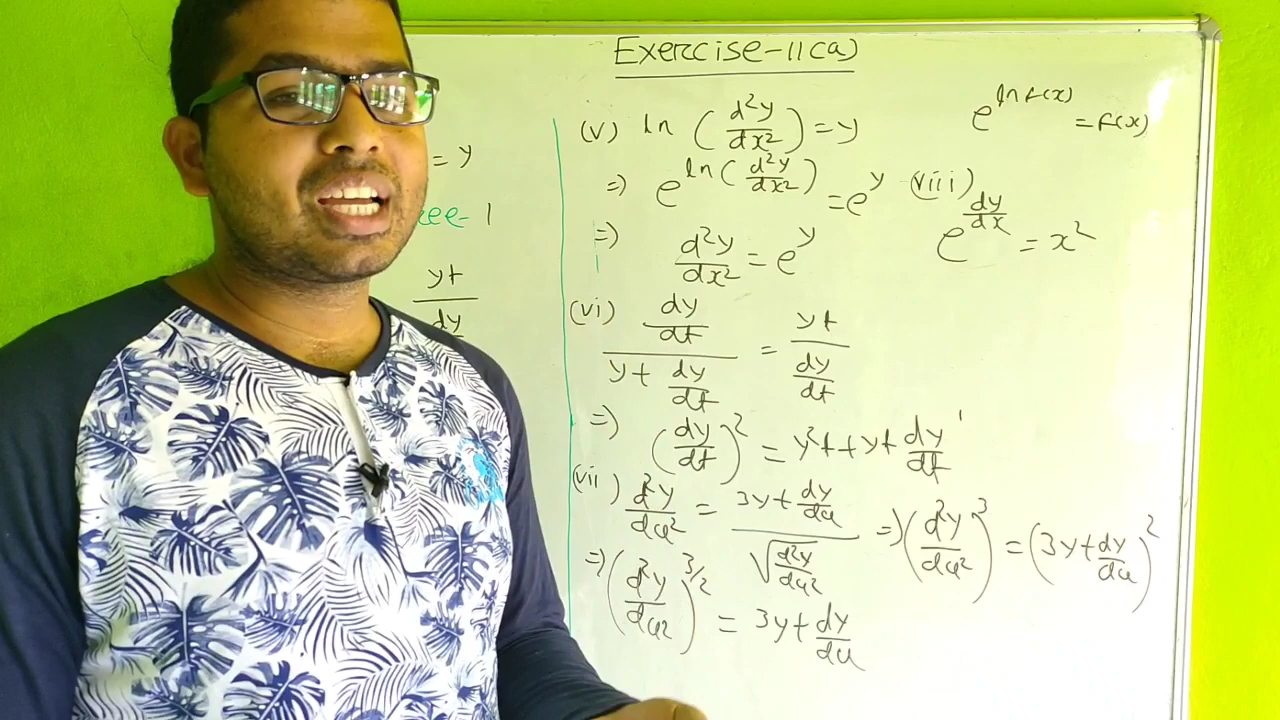 Exercise-11(a)
= y
ree- 1
yt
dy
(v) ln (d²y/dx²) = y
e^(ln f(x)) = f(x)
=) e^(ln(d²y/dx²)) = e^y
=) d²y/dx² = e^y
(viii) e^(dy/dx) = x²
(vi) (dy/dt)/(y+ dy/dt) = yt/(dy/dt)
=) (dy/dt)² = y²t + yt dy/dt
(vii) d²y/du² = (3y+ dy/du)/√(d²y/du²) =) (d²y/du²)³ = (3y+ dy/du)²
=) (d²y/du²)^(3/2) = 3y+ dy/du